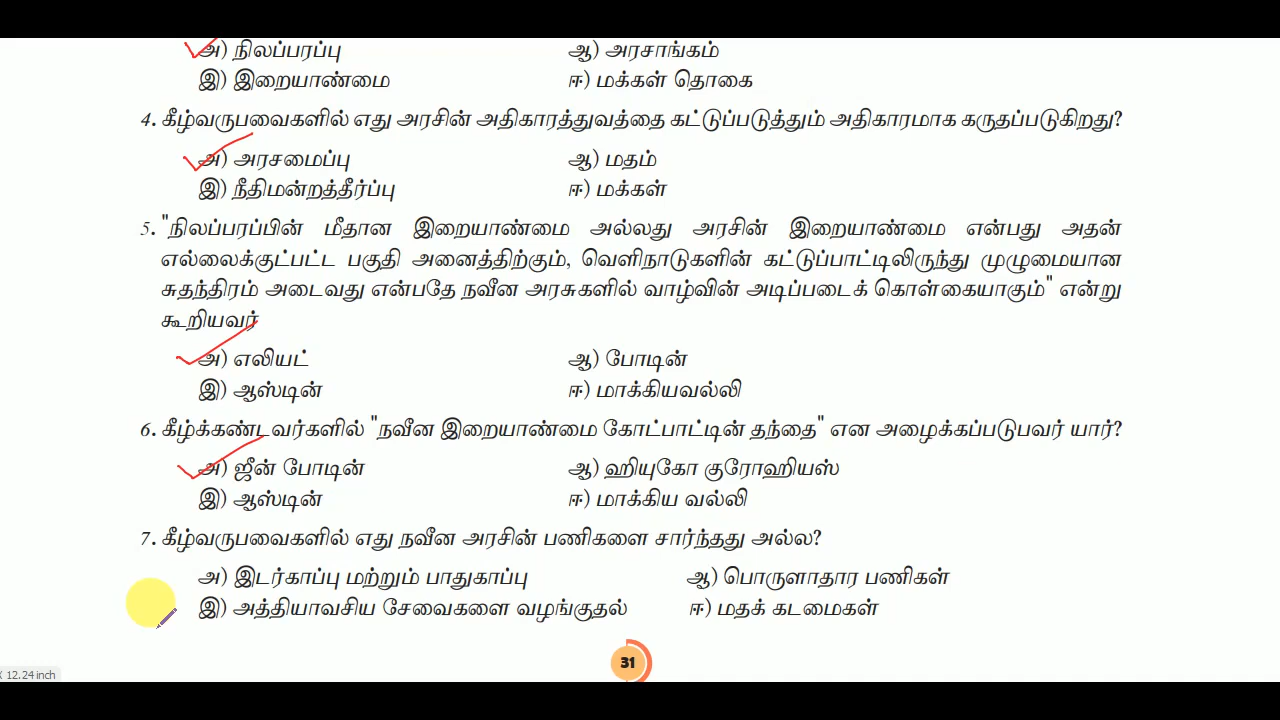 அ) நிலப்பரப்பு ஆ) அரசாங்கம்
இ) இறையாண்மை ஈ) மக்கள் தொகை
4. கீழ்வருபவைகளில் எது அரசின் அதிகாரத்துவத்தை கட்டுப்படுத்தும் அதிகாரமாக கருதப்படுகிறது?
அ) அரசமைப்பு ஆ) மதம்
இ) நீதிமன்றத்தீர்ப்பு ஈ) மக்கள்
5. "நிலப்பரப்பின் மீதான இறையாண்மை அல்லது அரசின் இறையாண்மை என்பது அதன்
எல்லைக்குட்பட்ட பகுதி அனைத்திற்கும், வெளிநாடுகளின் கட்டுப்பாட்டிலிருந்து முழுமையான
சுதந்திரம் அடைவது என்பதே நவீன அரசுகளில் வாழ்வின் அடிப்படைக் கொள்கையாகும்" என்று
கூறியவர்
அ) எலியட் ஆ) போடின்
இ) ஆஸ்டின் ஈ) மாக்கியவல்லி
6. கீழ்க்கண்டவர்களில் "நவீன இறையாண்மை கோட்பாட்டின் தந்தை" என அழைக்கப்படுபவர் யார்?
அ) ஜீன் போடின் ஆ) ஹியுகோ குரோஹியஸ்
இ) ஆஸ்டின் ஈ) மாக்கிய வல்லி
7. கீழ்வருபவைகளில் எது நவீன அரசின் பணிகளை சார்ந்தது அல்ல?
அ) இடர்காப்பு மற்றும் பாதுகாப்பு ஆ) பொருளாதார பணிகள்
இ) அத்தியாவசிய சேவைகளை வழங்குதல் ஈ) மதக் கடமைகள்
31
X 12.24 inch